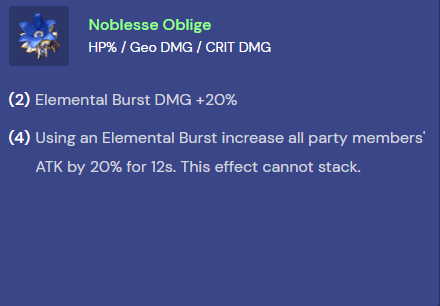 Noblesse Oblige
HP% / Geo DMG / CRIT DMG
(2) Elemental Burst DMG +20%
(4) Using an Elemental Burst increase all party members'
ATK by 20% for 12s. This effect cannot stack.